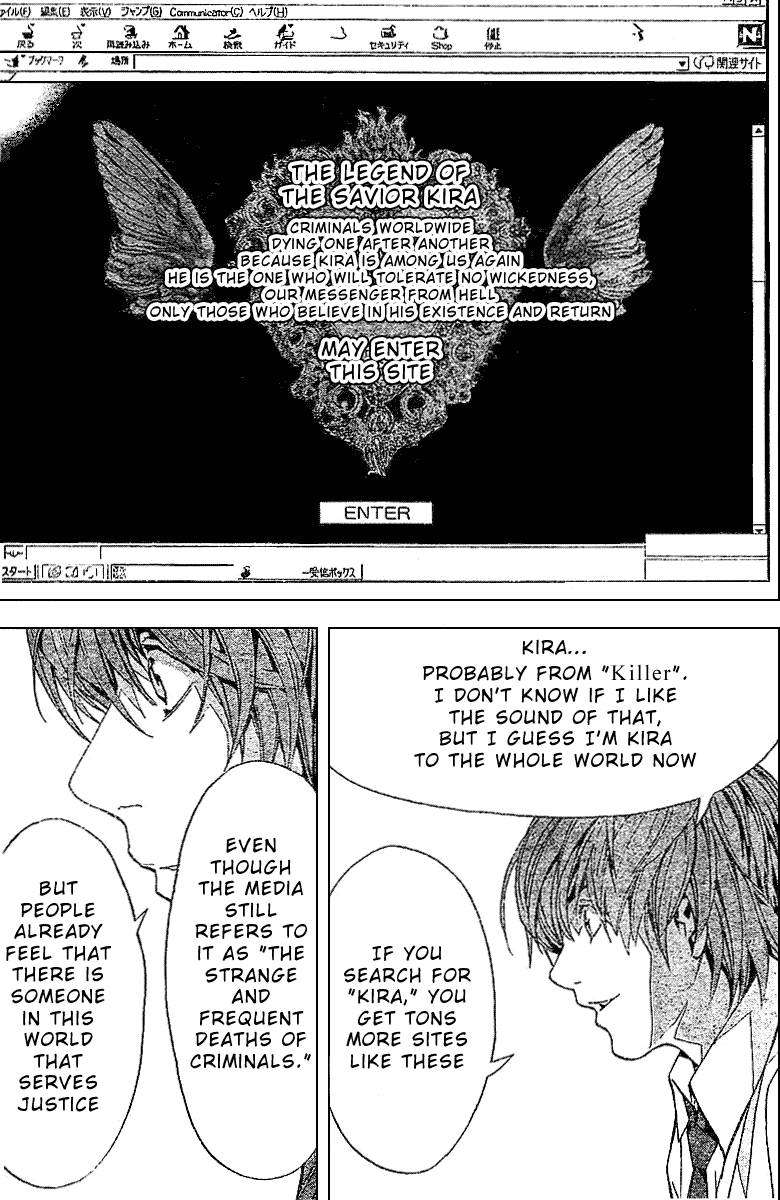 ァイル(F) 編集(E) 表示(V) ジャンプ(G) Communicator(C) ヘルプ(H)
戻る 次 再読み込み ホーム 検索 ガイド セキュリティ Shop 停止
N
ブックマーク 場所 関連サイト
THE LEGEND OF
THE SAVIOR KIRA
CRIMINALS WORLDWIDE
DYING ONE AFTER ANOTHER
BECAUSE KIRA IS AMONG US AGAIN
HE IS THE ONE WHO WILL TOLERATE NO WICKEDNESS,
OUR MESSENGER FROM HELL
ONLY THOSE WHO BELIEVE IN HIS EXISTENCE AND RETURN
MAY ENTER
THIS SITE
ENTER
スタート 受信ボックス
KIRA...
PROBABLY FROM "Killer".
I DON'T KNOW IF I LIKE
THE SOUND OF THAT,
BUT I GUESS I'M KIRA
TO THE WHOLE WORLD NOW
IF YOU
SEARCH FOR
"KIRA," YOU
GET TONS
MORE SITES
LIKE THESE
EVEN
THOUGH
THE MEDIA
STILL
REFERS TO
IT AS "THE
STRANGE
AND
FREQUENT
DEATHS OF
CRIMINALS."
BUT
PEOPLE
ALREADY
FEEL THAT
THERE IS
SOMEONE
IN THIS
WORLD
THAT
SERVES
JUSTICE